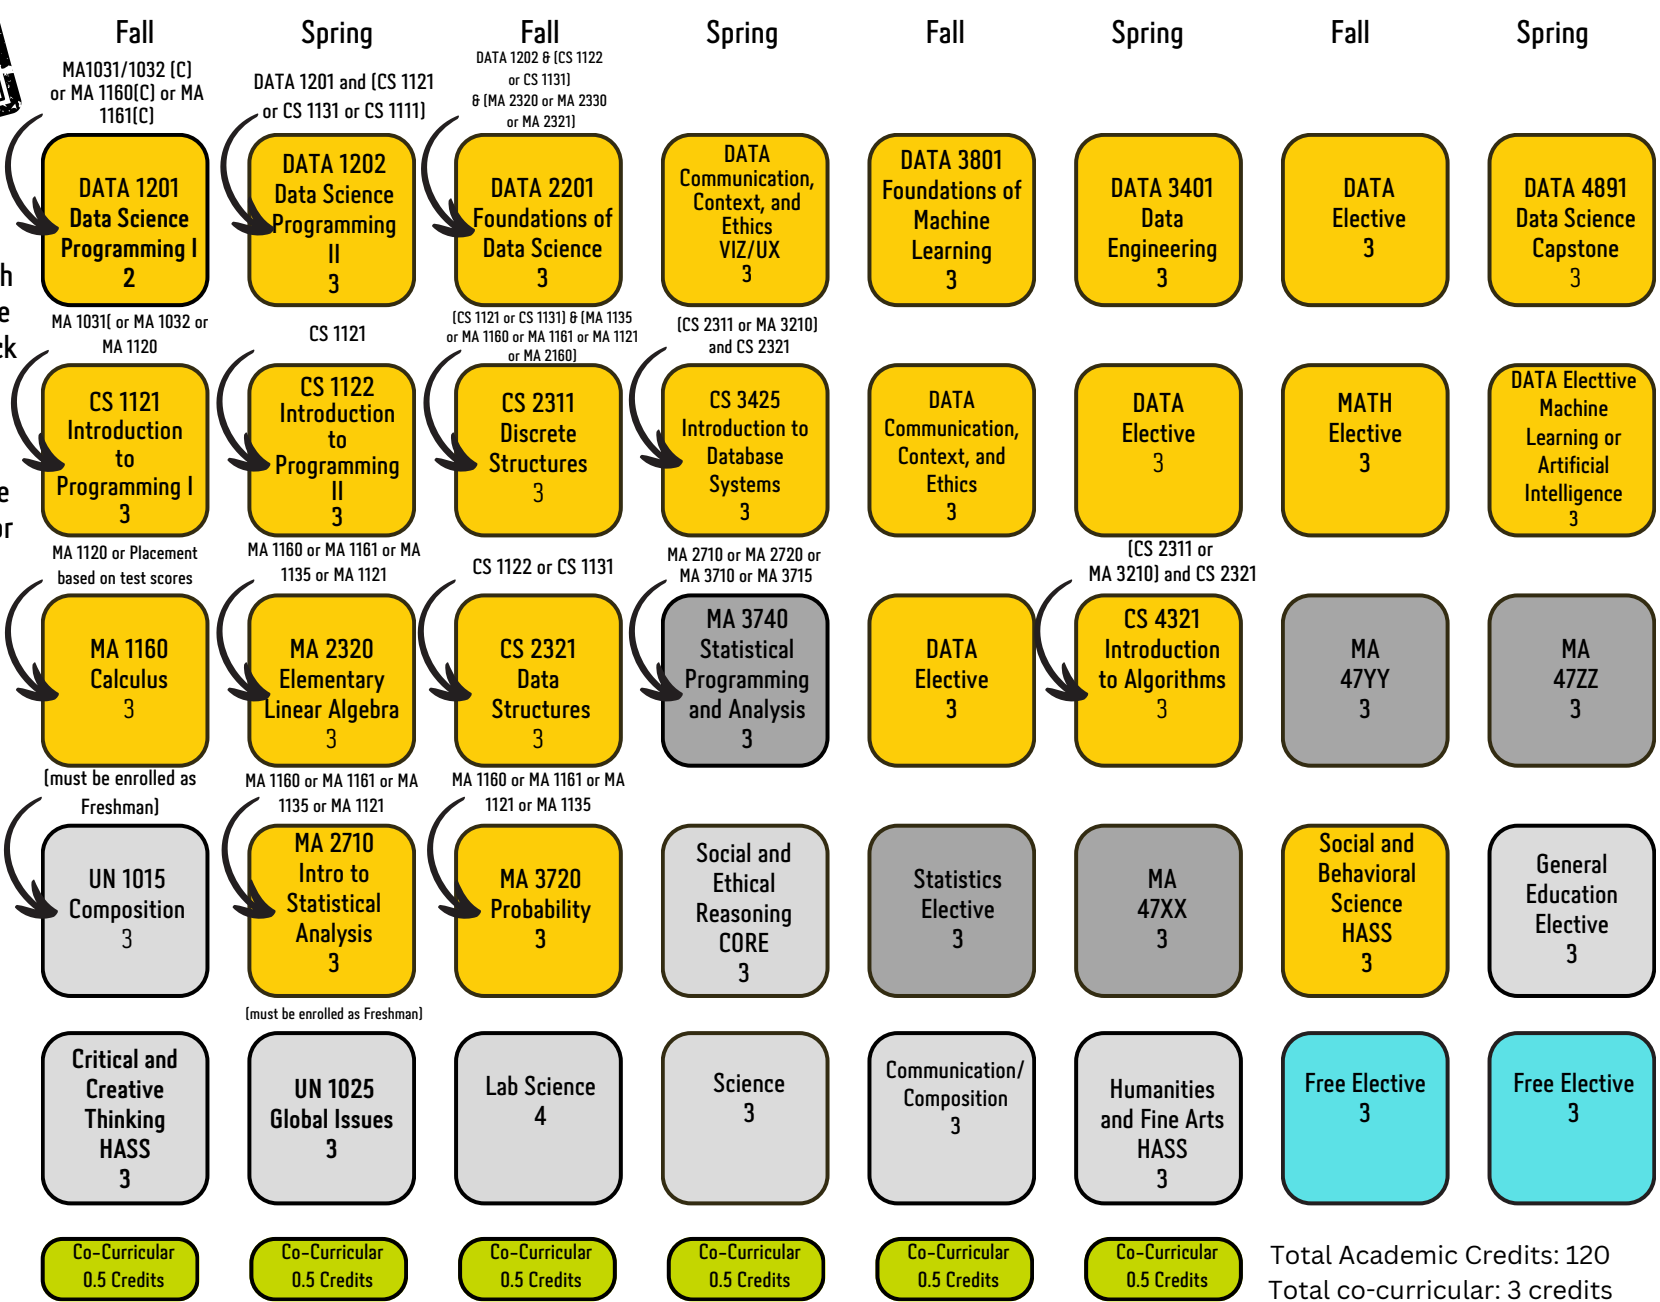 Fall
Spring
Fall
Spring
Fall
Spring
Fall
Spring
MA1031/1032 (C)
or MA 1160(C) or MA
1161(C)
DATA 1201 and (CS 1121
or CS 1131 or CS 1111)
DATA 1202 & (CS 1122
or CS 1131)
& (MA 2320 or MA 2330
or MA 2321)
DATA 1201
Data Science
Programming I
2
DATA 1202
Data Science
Programming
II
3
DATA 2201
Foundations of
Data Science
3
DATA
Communication,
Context, and
Ethics
VIZ/UX
3
DATA 3801
Foundations of
Machine
Learning
3
DATA 3401
Data
Engineering
3
DATA
Elective
3
DATA 4891
Data Science
Capstone
3
MA 1031( or MA 1032 or
MA 1120
CS 1121
(CS 1121 or CS 1131) & (MA 1135
or MA 1160 or MA 1161 or MA 1121
or MA 2160)
(CS 2311 or MA 3210)
and CS 2321
CS 1121
Introduction
to
Programming I
3
CS 1122
Introduction
to
Programming
II
3
CS 2311
Discrete
Structures
3
CS 3425
Introduction to
Database
Systems
3
DATA
Communication,
Context, and
Ethics
3
DATA
Elective
3
MATH
Elective
3
DATA Electtive
Machine
Learning or
Artificial
Intelligence
3
MA 1120 or Placement
based on test scores
MA 1160 or MA 1161 or MA
1135 or MA 1121
CS 1122 or CS 1131
MA 2710 or MA 2720 or
MA 3710 or MA 3715
(CS 2311 or
MA 3210) and CS 2321
MA 1160
Calculus
3
MA 2320
Elementary
Linear Algebra
3
CS 2321
Data
Structures
3
MA 3740
Statistical
Programming
and Analysis
3
DATA
Elective
3
CS 4321
Introduction
to Algorithms
3
MA
47YY
3
MA
47ZZ
3
(must be enrolled as
Freshman)
MA 1160 or MA 1161 or MA
1135 or MA 1121
MA 1160 or MA 1161 or MA
1121 or MA 1135
UN 1015
Composition
3
MA 2710
Intro to
Statistical
Analysis
3
MA 3720
Probability
3
Social and
Ethical
Reasoning
CORE
3
Statistics
Elective
3
MA
47XX
3
Social and
Behavioral
Science
HASS
3
General
Education
Elective
3
(must be enrolled as Freshman)
Critical and
Creative
Thinking
HASS
3
UN 1025
Global Issues
3
Lab Science
4
Science
3
Communication/
Composition
3
Humanities
and Fine Arts
HASS
3
Free Elective
3
Free Elective
3
Co-Curricular
0.5 Credits
Co-Curricular
0.5 Credits
Co-Curricular
0.5 Credits
Co-Curricular
0.5 Credits
Co-Curricular
0.5 Credits
Co-Curricular
0.5 Credits
Total Academic Credits: 120
Total co-curricular: 3 credits